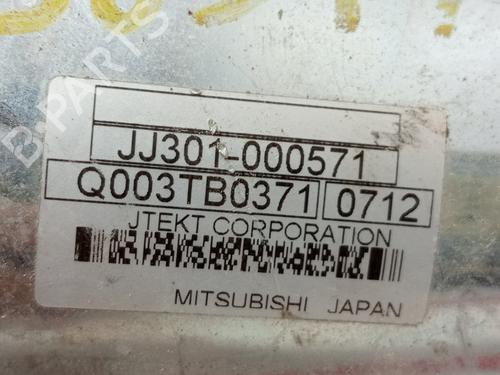 B-PARTS
JJ301-000571
Q003TB0371 0712
JTEKT CORPORATION
MITSUBISHI JAPAN